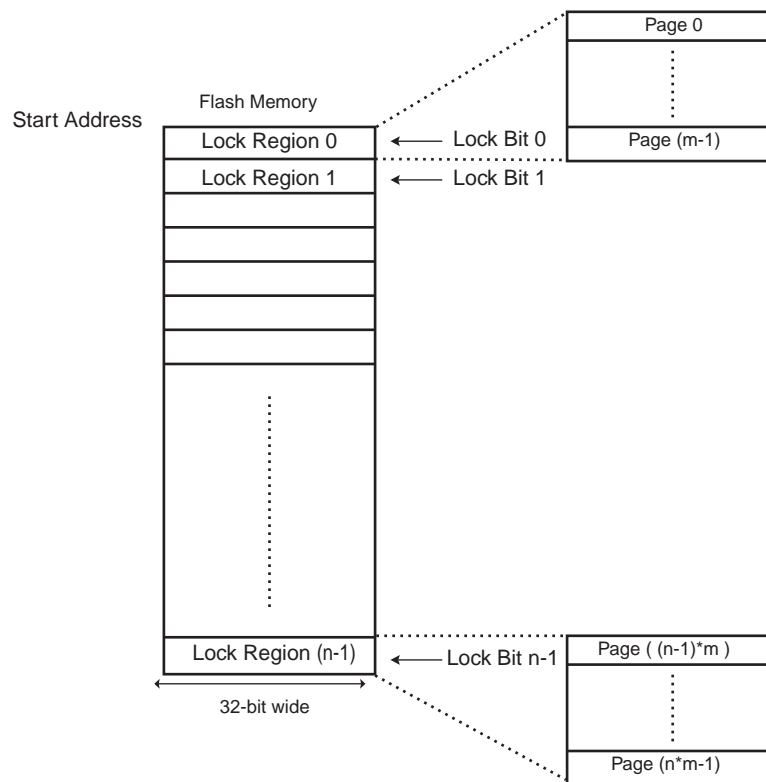 Page 0
Flash Memory
Start Address
Lock Region 0
Lock Bit 0
Page (m-1)
Lock Region 1
Lock Bit 1
Lock Region (n-1)
Lock Bit n-1
Page ( (n-1)*m )
32-bit wide
Page (n*m-1)